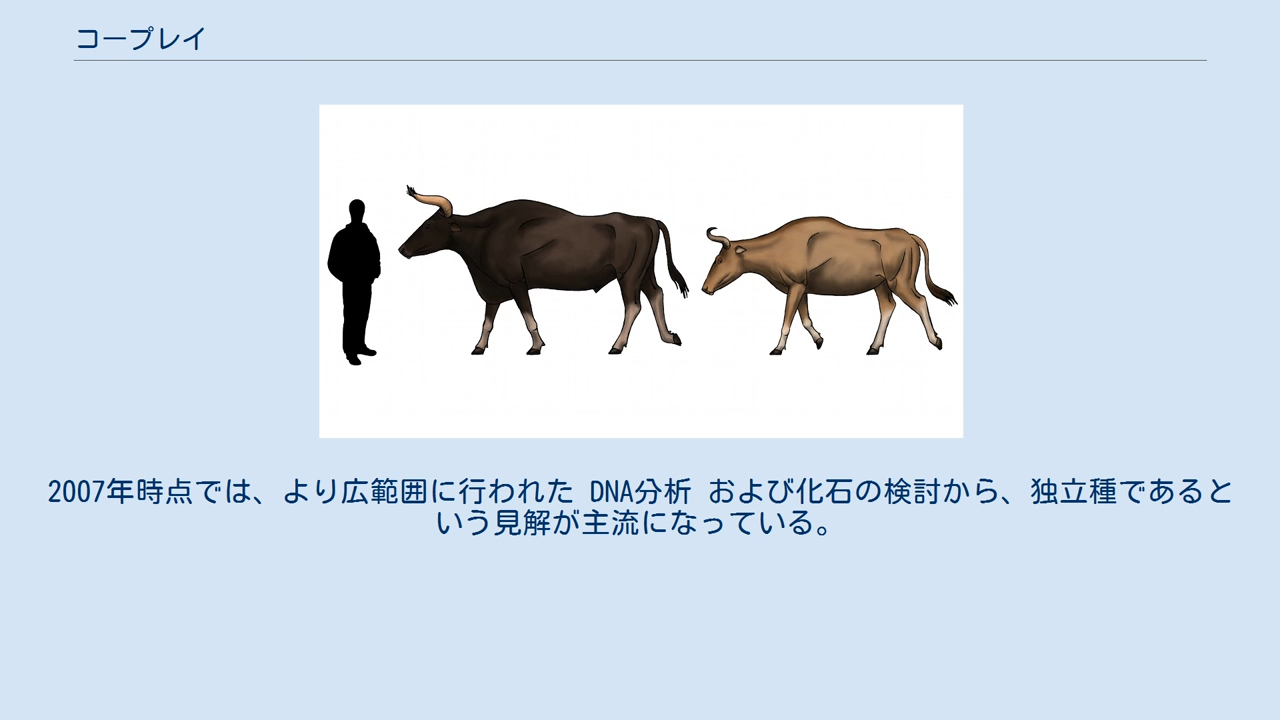 コープレイ
2007年時点では、より広範囲に行われた DNA分析 および化石の検討から、独立種であると
いう見解が主流になっている。